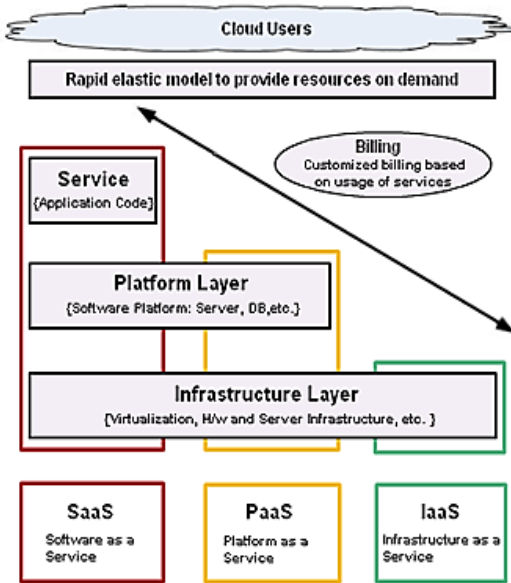 Cloud Users
Rapid elastic model to provide resources on demand
Billing
Customized billing based
on usage of services
Service
{Application Code}
Platform Layer
{Software Platform: Server, DB,etc.}
Infrastructure Layer
{Virtualization, H/w and Server Infrastructure, etc. }
SaaS
Software as a
Service
PaaS
Platform as a
Service
IaaS
Infrastructure as a
Service